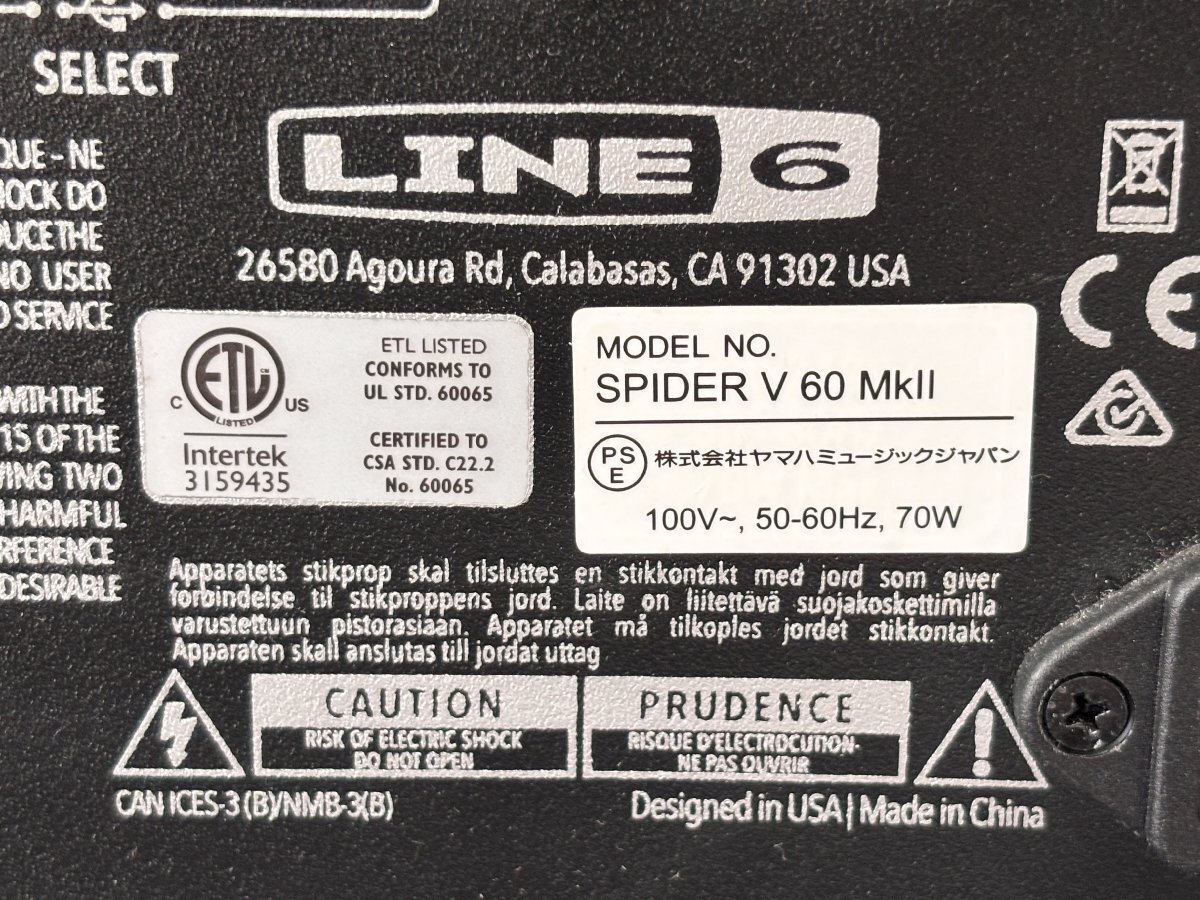 SELECT
QUE - NE
HOCK DO
DUCE THE
NO USER
SERVICE
WITH THE
15 OF THE
WING TWO
HARMFUL
RFERENCE
DESIRABLE
LINE 6
26580 Agoura Rd, Calabasas, CA 91302 USA
ETL
LISTED
C US
Intertek
3159435
ETL LISTED
CONFORMS TO
UL STD. 60065
CERTIFIED TO
CSA STD. C22.2
No. 60065
MODEL NO.
SPIDER V 60 MkII
PS
E
株式会社ヤマハミュージックジャパン
100V~, 50-60Hz, 70W
CE
Apparatets stikprop skal tilsluttes en stikkontakt med jord som giver
forbindelse til stikproppens jord. Laite on liitettävä suojakoskettimilla
varustettuun pistorasiaan. Apparatet må tilkoples jordet stikkontakt.
Apparaten skall anslutas till jordat uttag
CAUTION
RISK OF ELECTRIC SHOCK
DO NOT OPEN
PRUDENCE
RISQUE D'ELECTROCUTION-
NE PAS OUVRIR
CAN ICES-3 (B)/NMB-3(B)
Designed in USA | Made in China